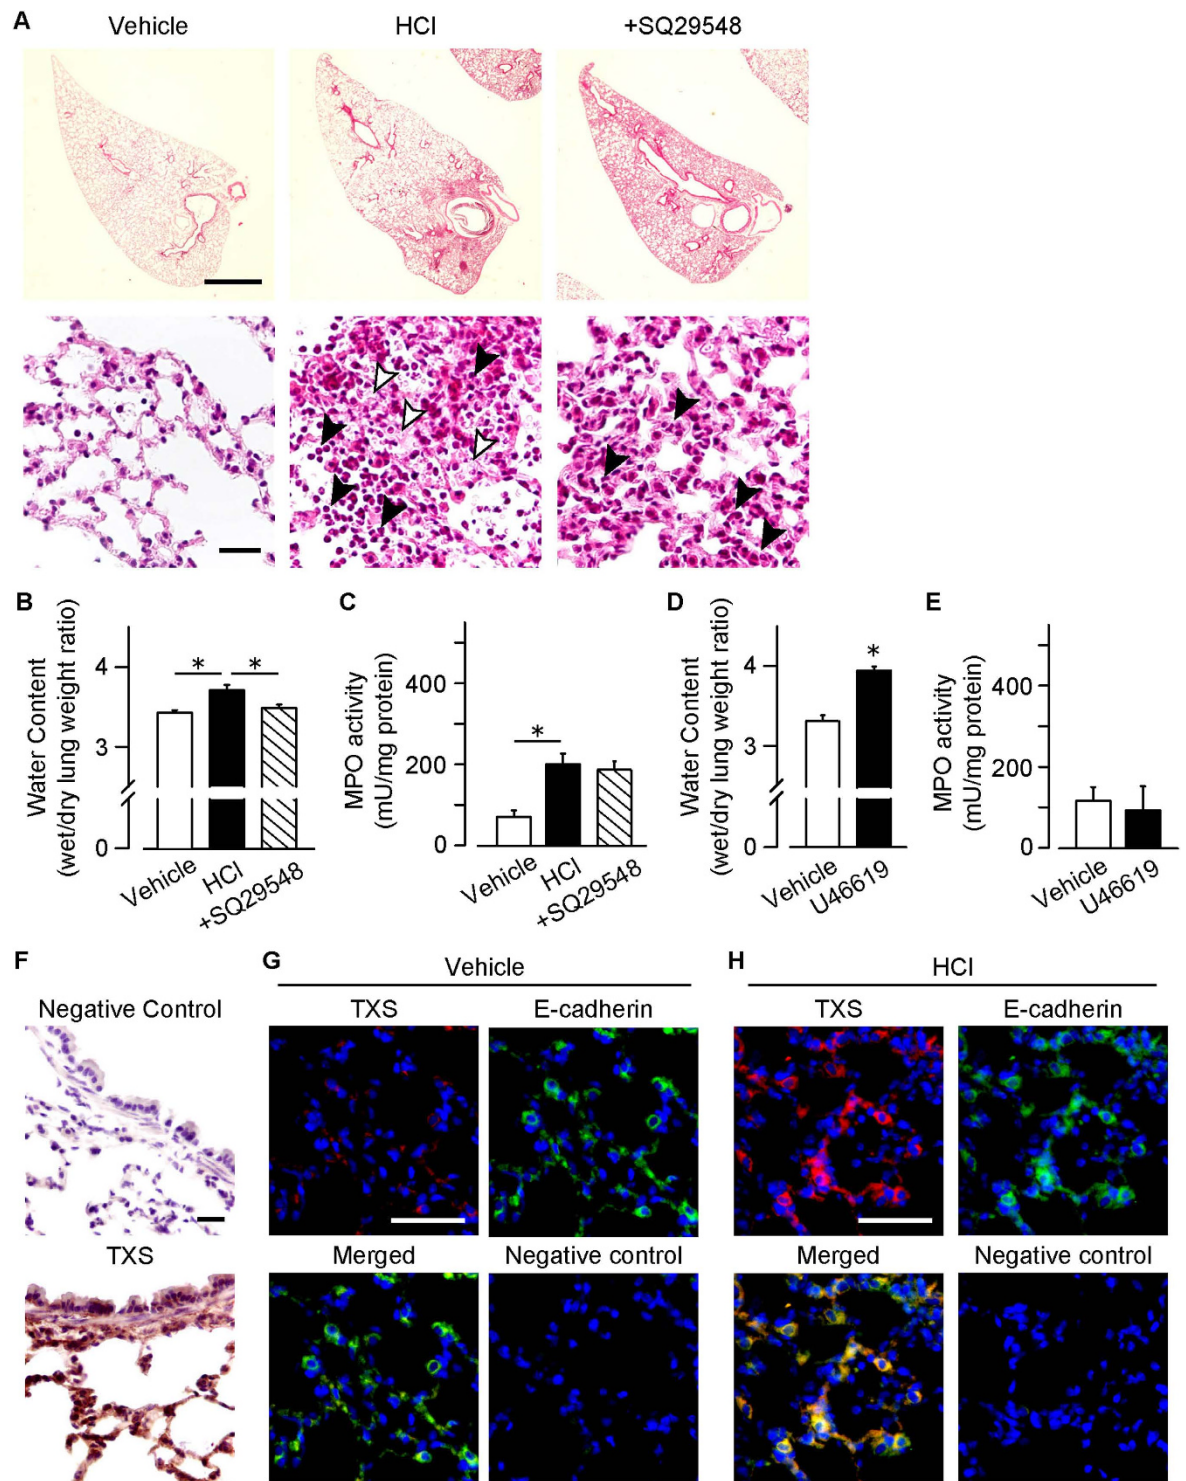 A
Vehicle
HCl
+SQ29548
B
Water Content
(wet/dry lung weight ratio)
4
3
0
*
*
Vehicle
HCl
+SQ29548
C
MPO activity
(mU/mg protein)
400
200
0
*
Vehicle
HCl
+SQ29548
D
Water Content
(wet/dry lung weight ratio)
4
3
0
*
Vehicle
U46619
E
MPO activity
(mU/mg protein)
400
200
0
Vehicle
U46619
F
Negative Control
TXS
G
Vehicle
TXS
E-cadherin
Merged
Negative control
H
HCl
TXS
E-cadherin
Merged
Negative control